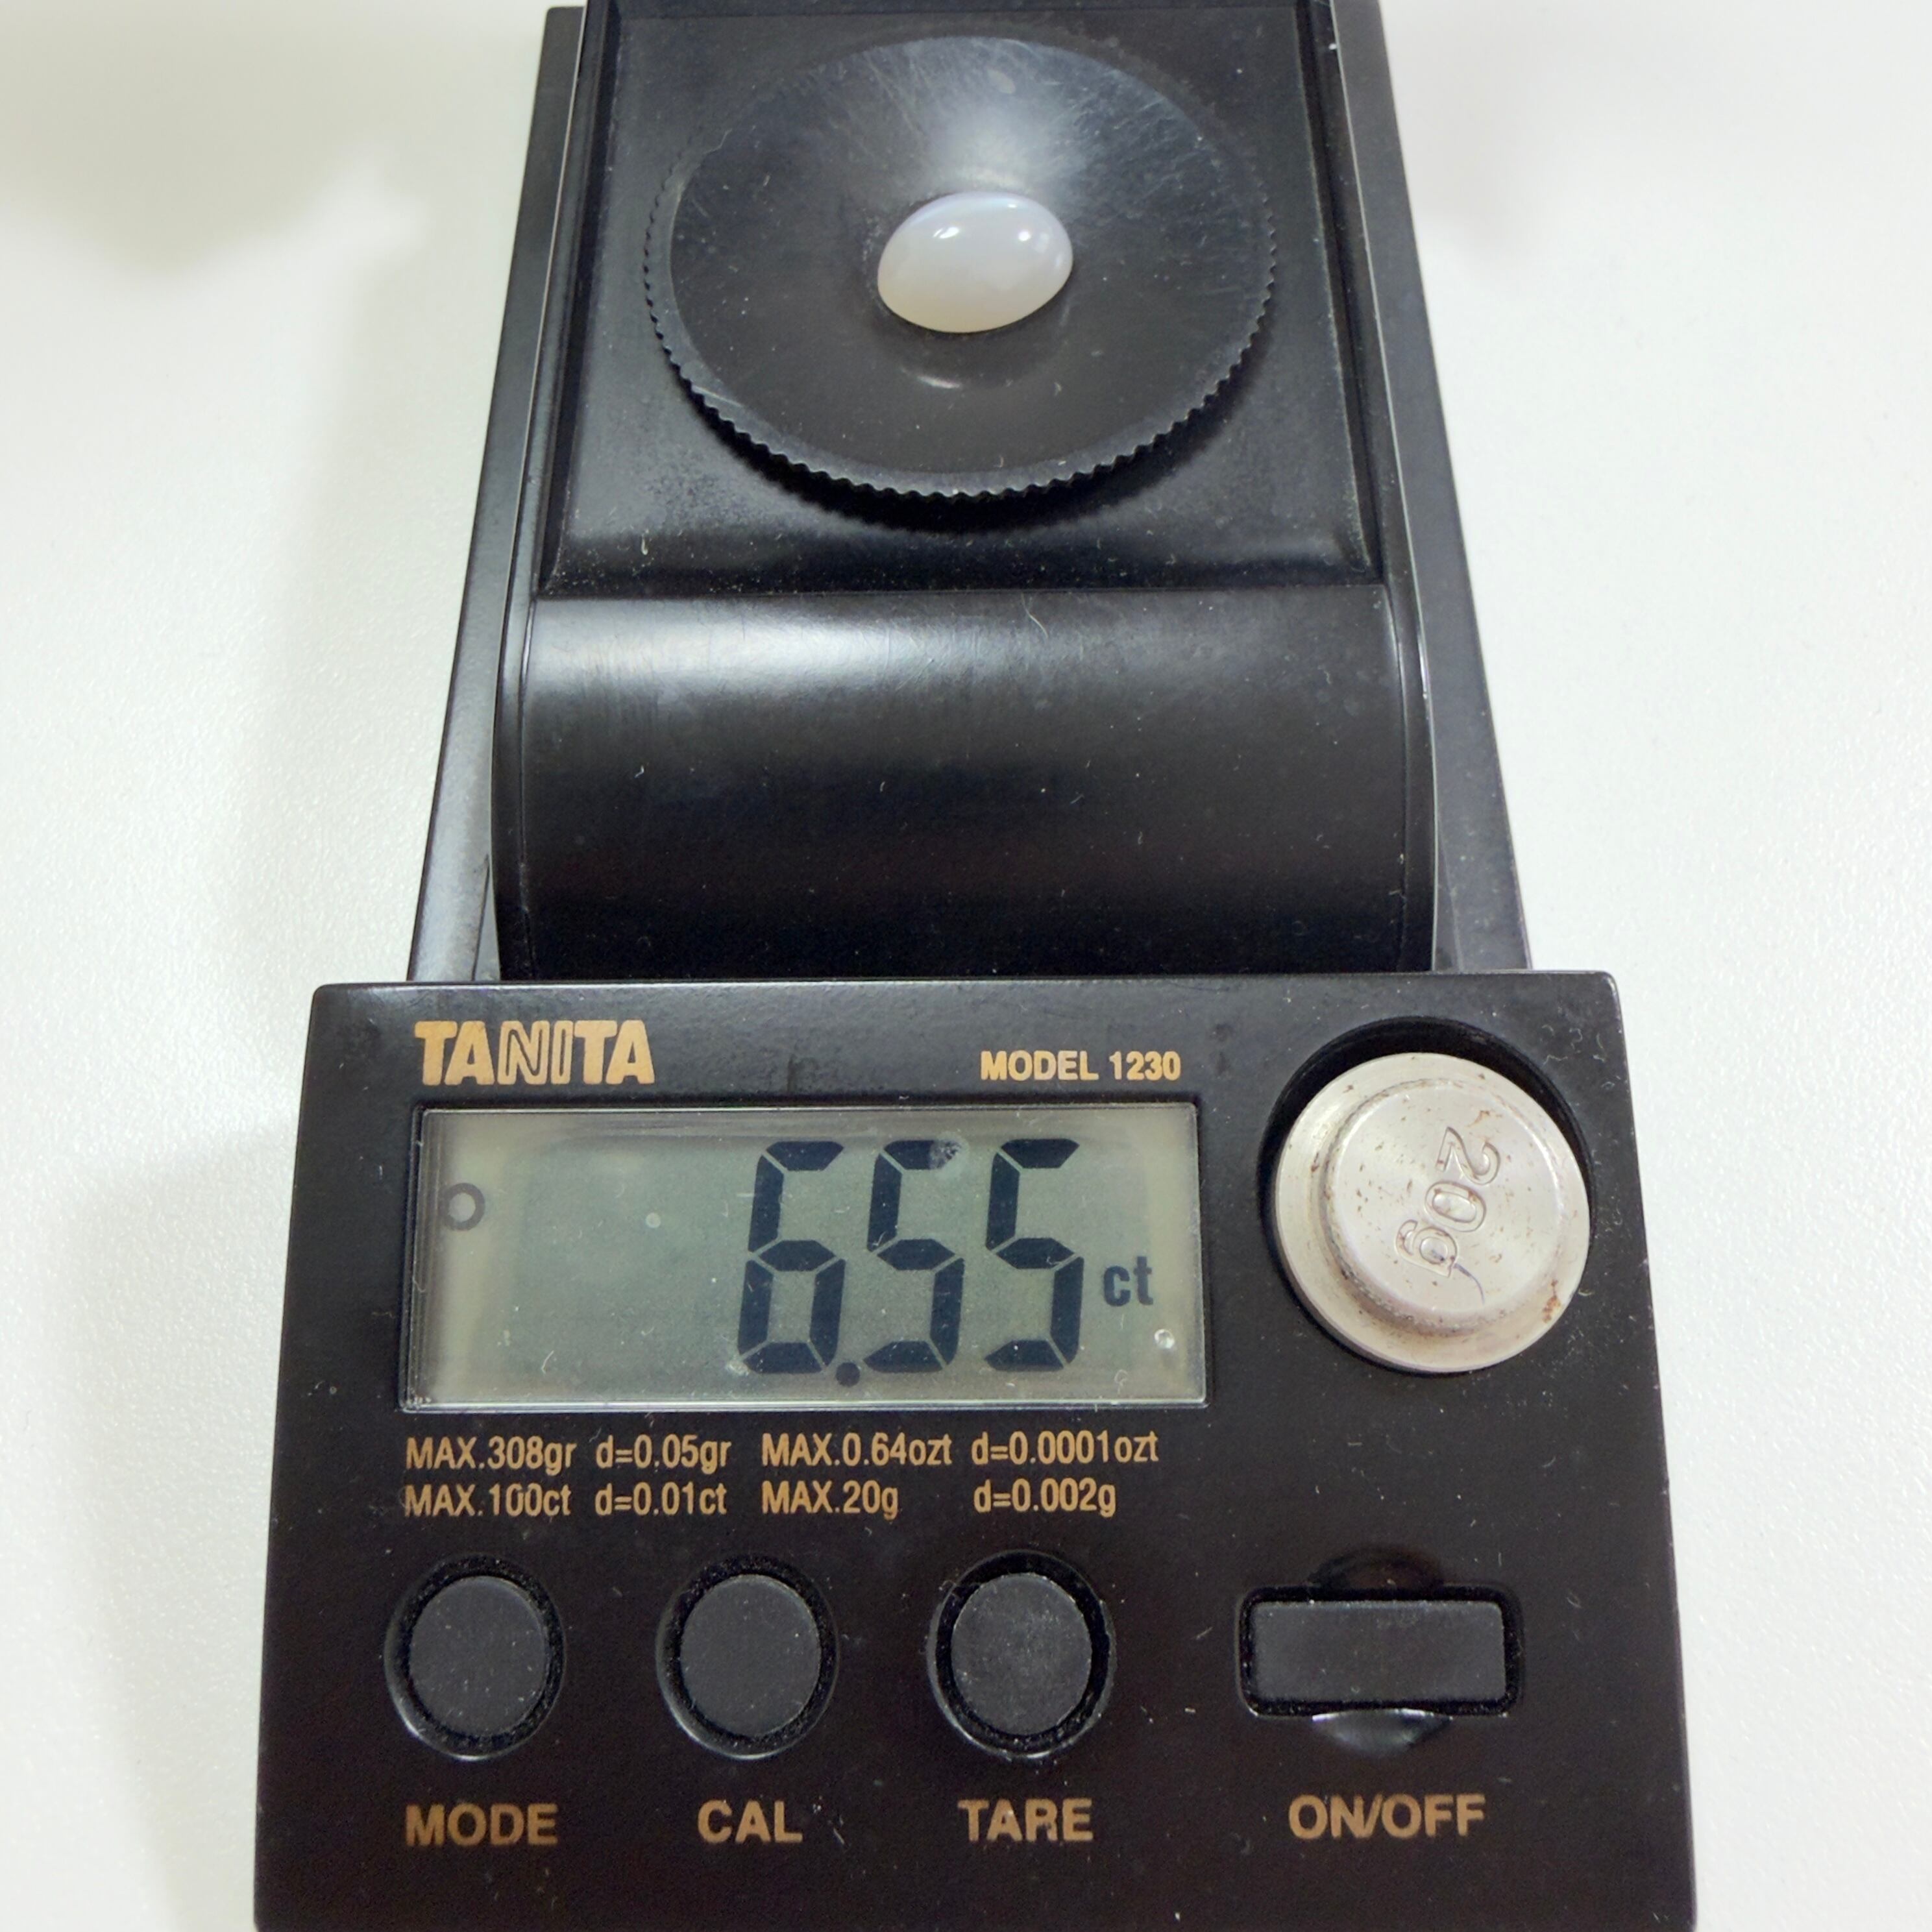 TANITA
MODEL 1230
6.55 ct
20g
MAX.308gr d=0.05gr MAX.0.64ozt d=0.0001ozt
MAX.100ct d=0.01ct MAX.20g d=0.002g
MODE CAL TARE ON/OFF